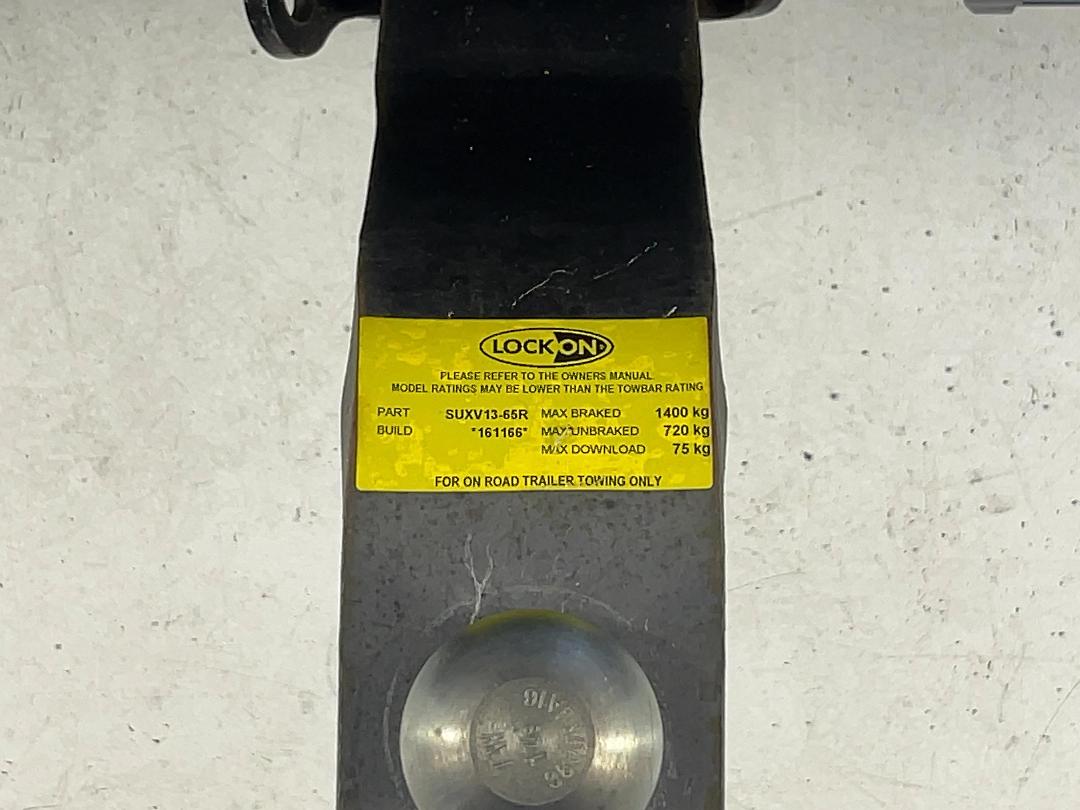 LOCK ON
PLEASE REFER TO THE OWNERS MANUAL
MODEL RATINGS MAY BE LOWER THAN THE TOWBAR RATING
PART SUXV13-65R MAX BRAKED 1400 kg
BUILD *161166* MAX UNBRAKED 720 kg
MAX DOWNLOAD 75 kg
FOR ON ROAD TRAILER TOWING ONLY